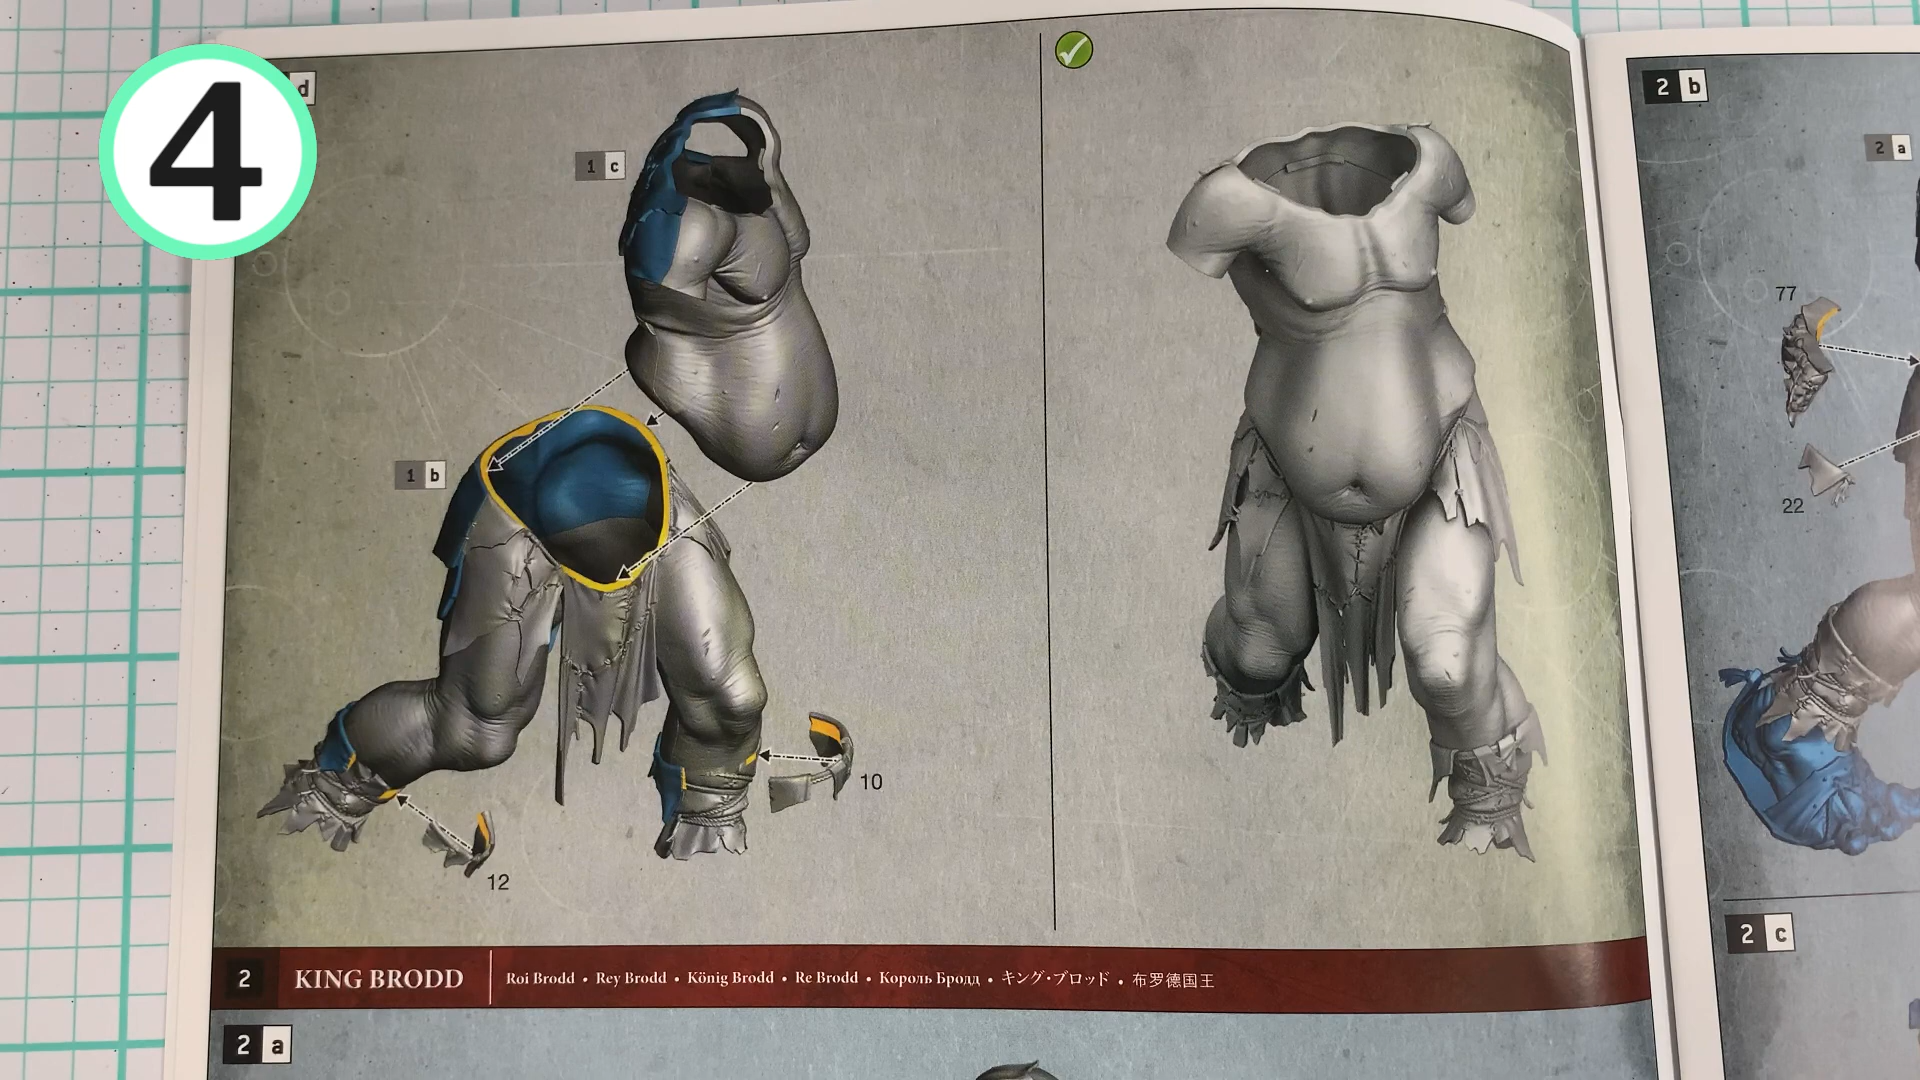 4
d
1 c
1 b
10
12
2 KING BRODD Roi Brodd • Rey Brodd • König Brodd • Re Brodd • Король Бродд • キング・ブロッド • 布罗德国王
2 a
2 b
2 a
77
22
2 c